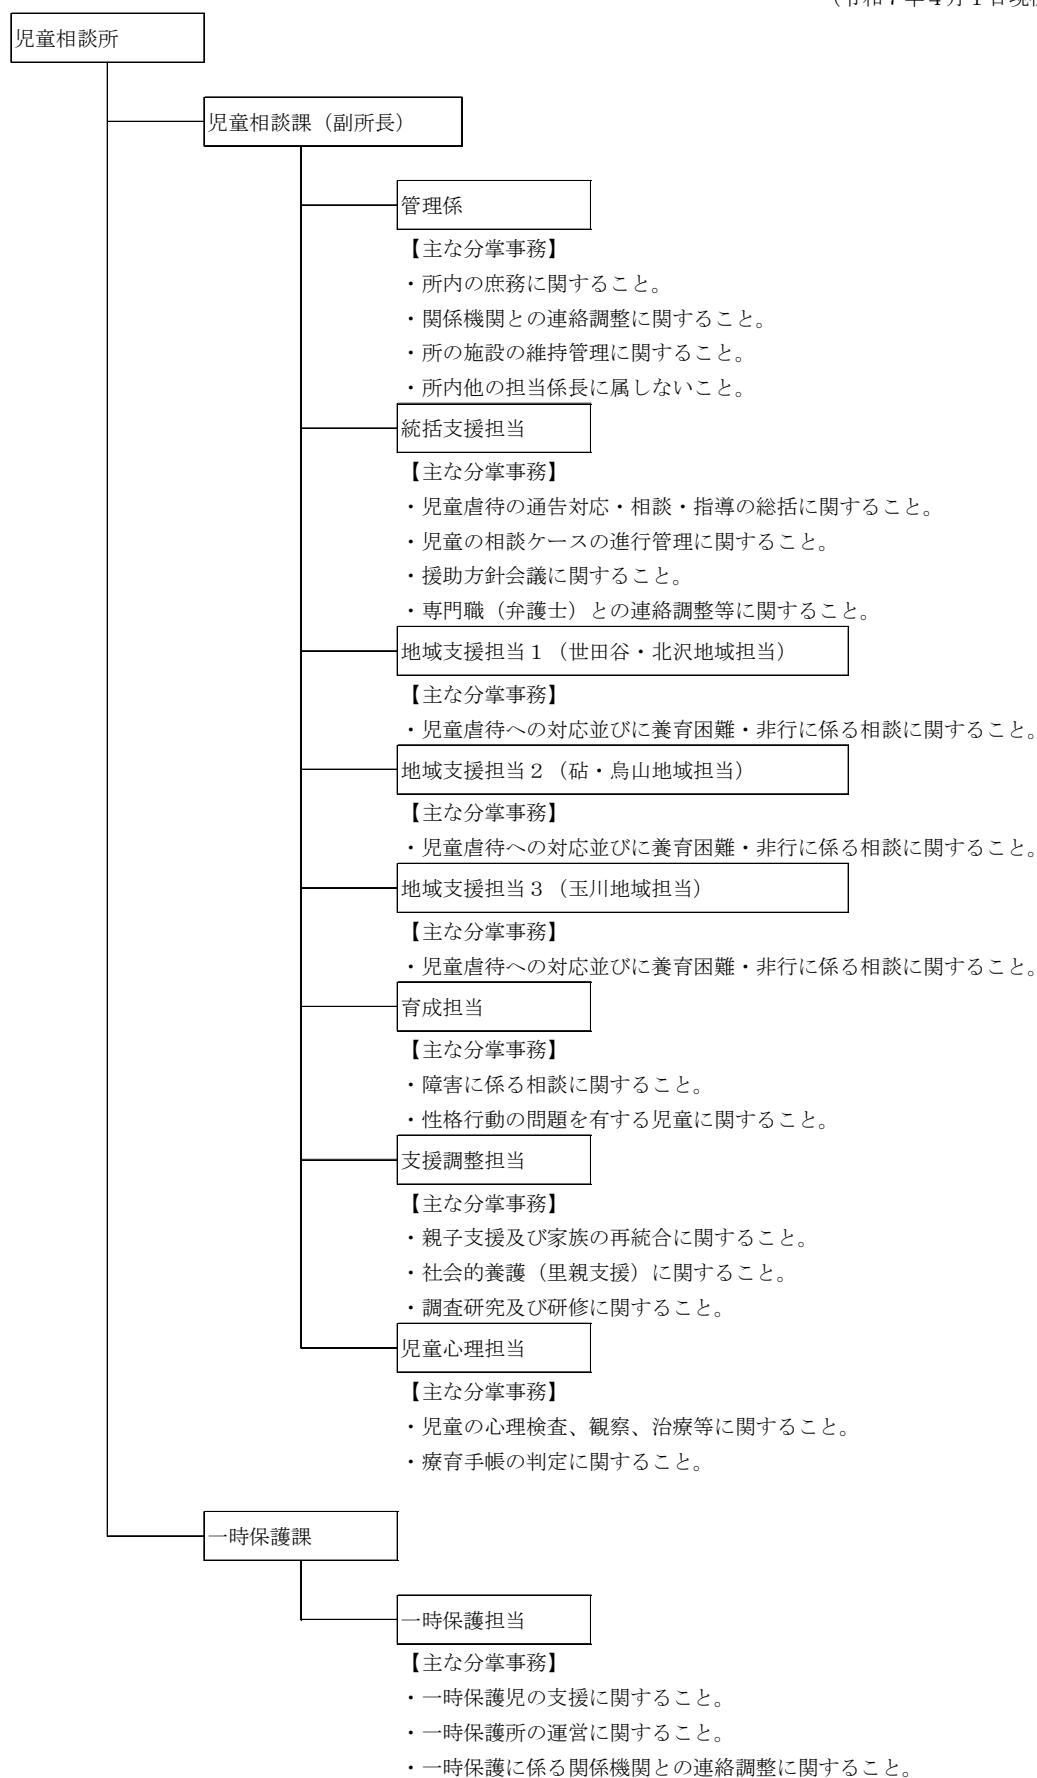 （令和７年４月１日現
児童相談所
児童相談課（副所長）
管理係
【主な分掌事務】
・所内の庶務に関すること。
・関係機関との連絡調整に関すること。
・所の施設の維持管理に関すること。
・所内他の担当係長に属しないこと。
統括支援担当
【主な分掌事務】
・児童虐待の通告対応・相談・指導の総括に関すること。
・児童の相談ケースの進行管理に関すること。
・援助方針会議に関すること。
・専門職（弁護士）との連絡調整等に関すること。
地域支援担当１（世田谷・北沢地域担当）
【主な分掌事務】
・児童虐待への対応並びに養育困難・非行に係る相談に関すること。
地域支援担当２（砧・烏山地域担当）
【主な分掌事務】
・児童虐待への対応並びに養育困難・非行に係る相談に関すること。
地域支援担当３（玉川地域担当）
【主な分掌事務】
・児童虐待への対応並びに養育困難・非行に係る相談に関すること。
育成担当
【主な分掌事務】
・障害に係る相談に関すること。
・性格行動の問題を有する児童に関すること。
支援調整担当
【主な分掌事務】
・親子支援及び家族の再統合に関すること。
・社会的養護（里親支援）に関すること。
・調査研究及び研修に関すること。
児童心理担当
【主な分掌事務】
・児童の心理検査、観察、治療等に関すること。
・療育手帳の判定に関すること。
一時保護課
一時保護担当
【主な分掌事務】
・一時保護児の支援に関すること。
・一時保護所の運営に関すること。
・一時保護に係る関係機関との連絡調整に関すること。